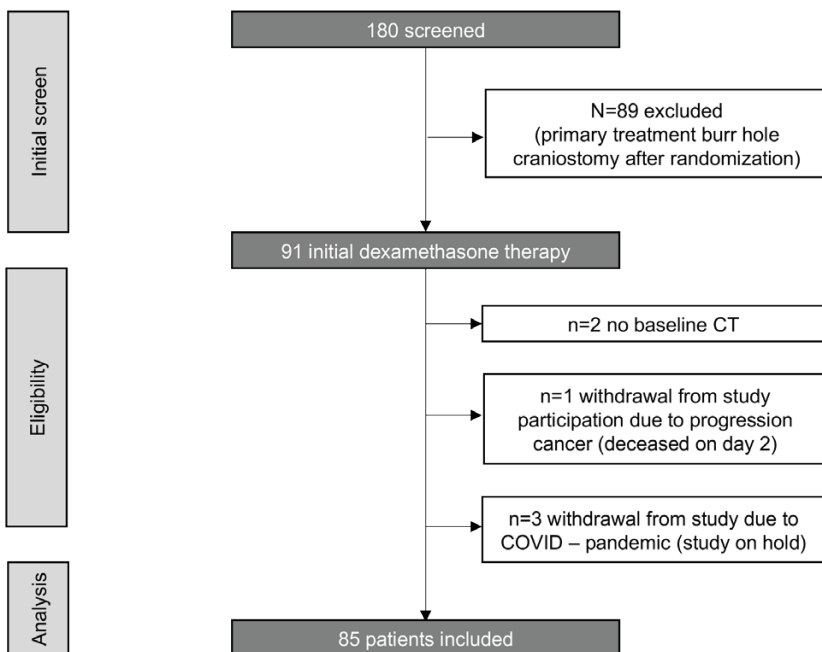 Initial screen
180 screened
N=89 excluded
(primary treatment burr hole
craniostomy after randomization)
91 initial dexamethasone therapy
Eligibility
n=2 no baseline CT
n=1 withdrawal from study
participation due to progression
cancer (deceased on day 2)
n=3 withdrawal from study due to
COVID – pandemic (study on hold)
Analysis
85 patients included